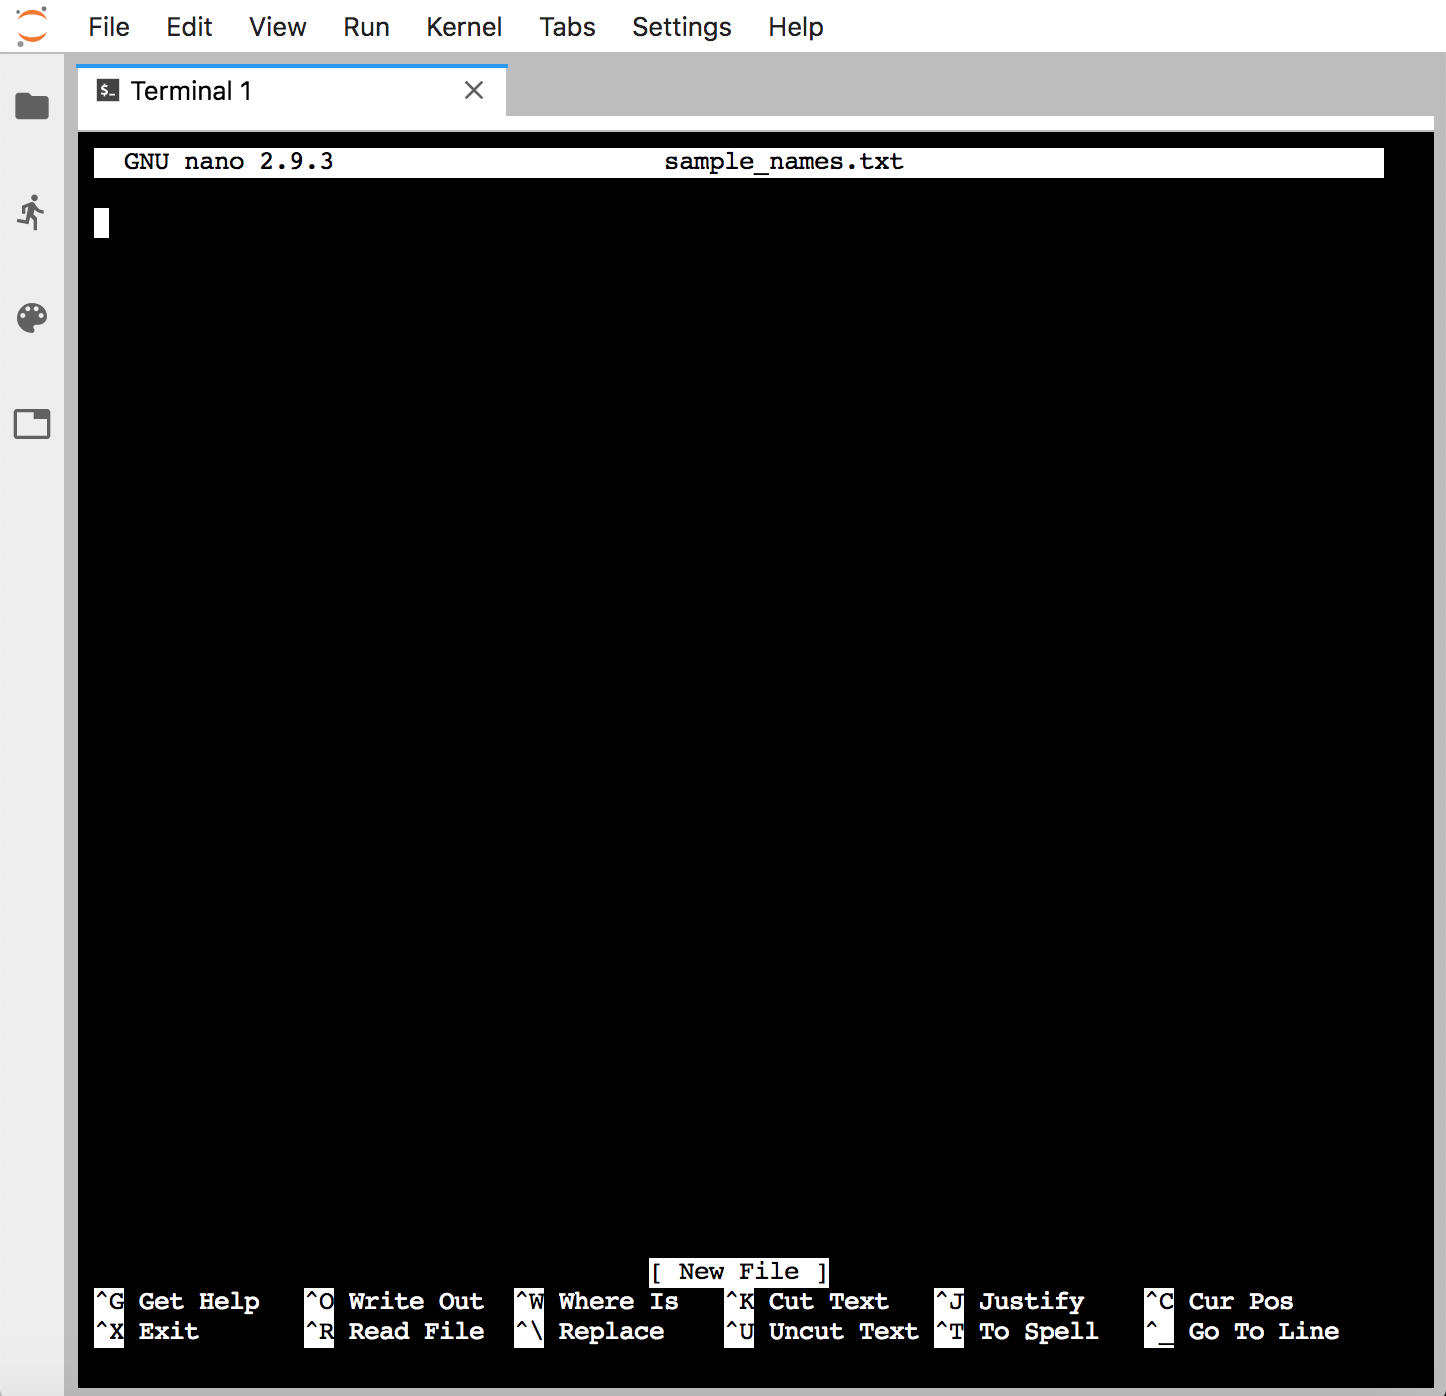 File Edit View Run Kernel Tabs Settings Help
$_ Terminal 1
GNU nano 2.9.3 sample_names.txt
[ New File ]
^G Get Help ^O Write Out ^W Where Is ^K Cut Text ^J Justify ^C Cur Pos
^X Exit ^R Read File ^\ Replace ^U Uncut Text ^T To Spell ^_ Go To Line